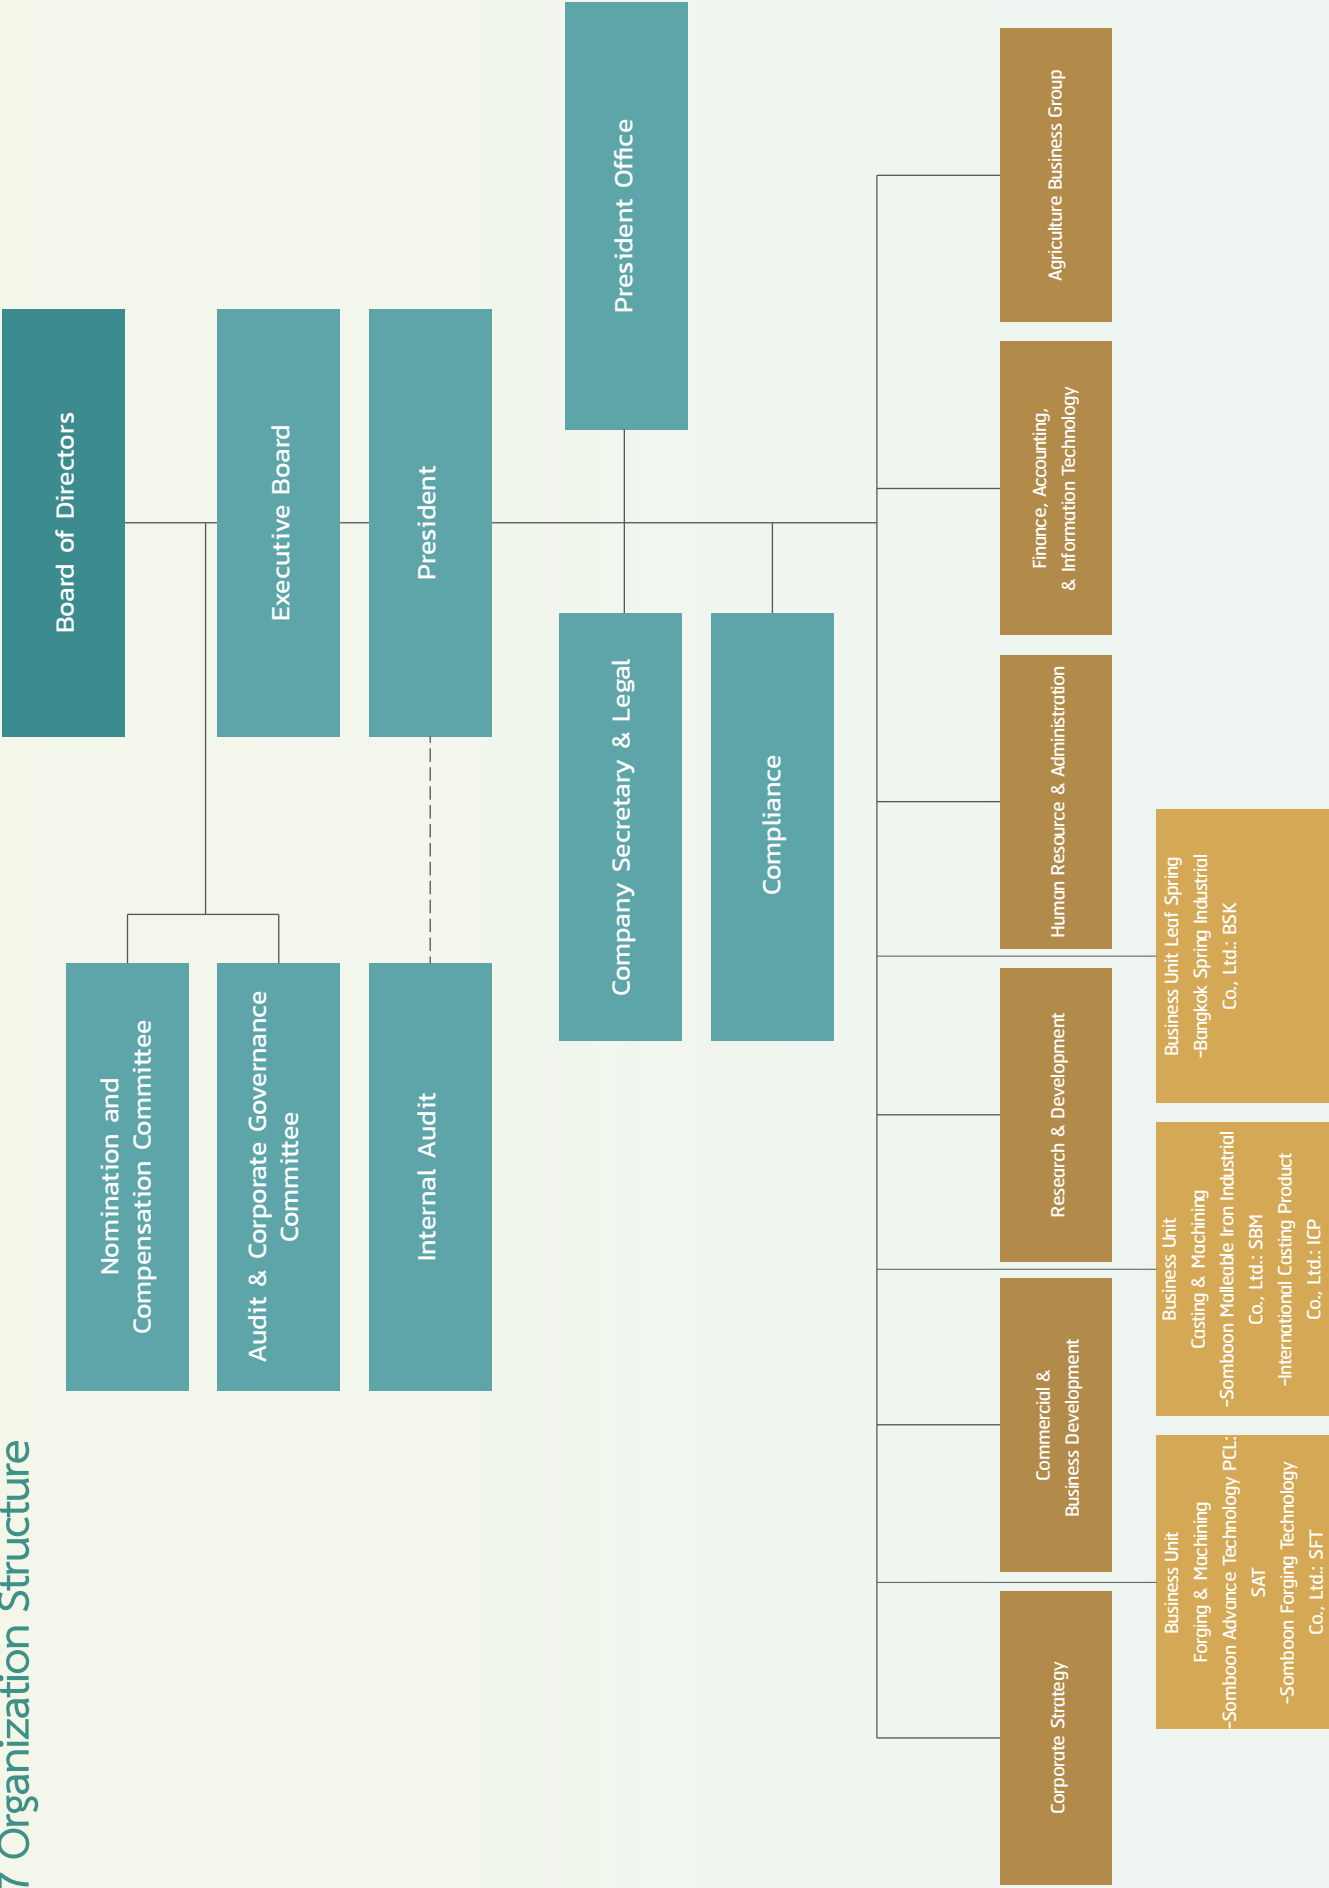 7 Organization Structure
Board of Directors
Nomination and
Compensation Committee
Executive Board
Audit & Corporate Governance
Committee
President
Internal Audit
President Office
Company Secretary & Legal
Compliance
Corporate Strategy
Commercial &
Business Development
Research & Development
Human Resource & Administration
Finance, Accounting,
& Information Technology
Agriculture Business Group
Business Unit
Forging & Machining
-Somboon Advance Technology PCL:
SAT
-Somboon Forging Technology
Co., Ltd.: SFT
Business Unit
Casting & Machining
-Somboon Malleable Iron Industrial
Co., Ltd.: SBM
-International Casting Product
Co., Ltd.: ICP
Business Unit Leaf Spring
-Bangkok Spring Industrial
Co., Ltd.: BSK